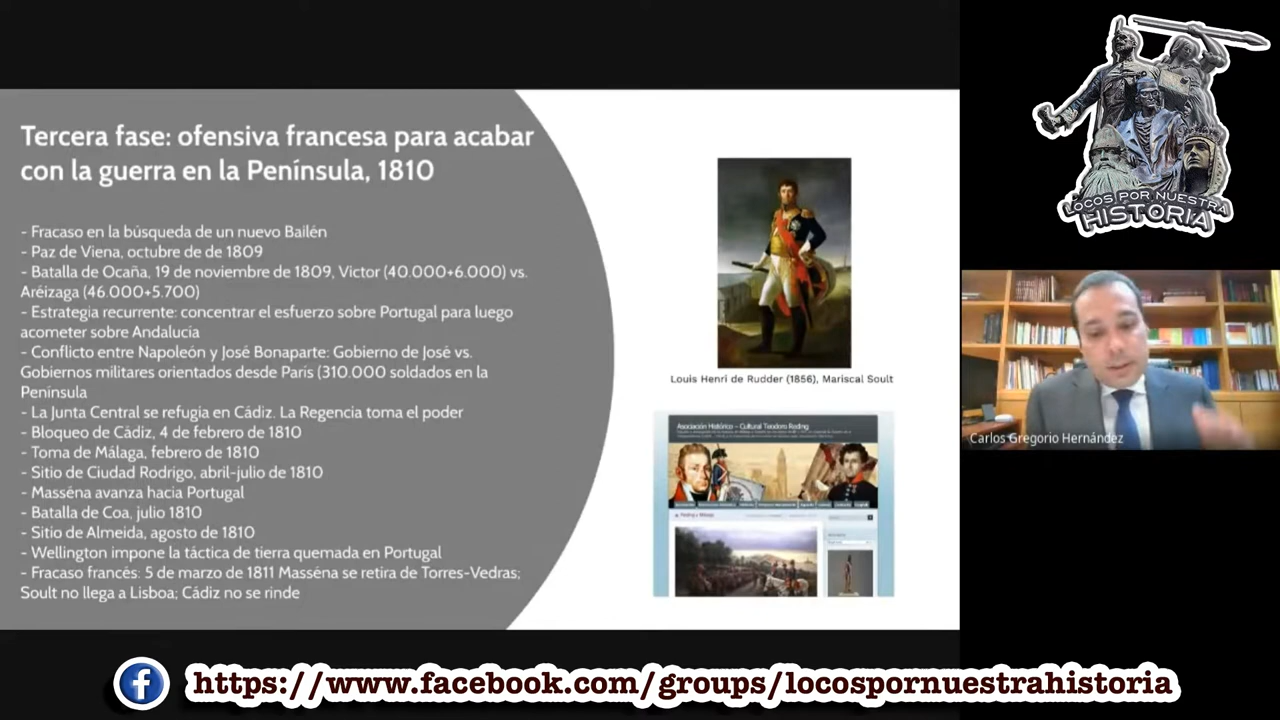 Tercera fase: ofensiva francesa para acabar
con la guerra en la Península, 1810
- Fracaso en la búsqueda de un nuevo Bailén
- Paz de Viena, octubre de de 1809
- Batalla de Ocaña, 19 de noviembre de 1809, Victor (40.000+6.000) vs.
Aréizaga (46.000+5.700)
- Estrategia recurrente: concentrar el esfuerzo sobre Portugal para luego
acometer sobre Andalucia
- Conflicto entre Napoleón y José Bonaparte: Gobierno de José vs.
Gobiernos militares orientados desde París (310.000 soldados en la
Península
- La Junta Central se refugia en Cádiz. La Regencia toma el poder
- Bloqueo de Cádiz, 4 de febrero de 1810
- Toma de Málaga, febrero de 1810
- Sitio de Ciudad Rodrigo, abril-julio de 1810
- Masséna avanza hacia Portugal
- Batalla de Coa, julio 1810
- Sitio de Almeida, agosto de 1810
- Wellington impone la táctica de tierra quemada en Portugal
- Fracaso francés: 5 de marzo de 1811 Masséna se retira de Torres-Vedras;
Soult no llega a Lisboa; Cádiz no se rinde
Louis Henri de Rudder (1856), Mariscal Soult
Asociación Histórico - Cultural Teodoro Reding
LOCOS POR NUESTRA
HISTORIA
Carlos Gregorio Hernández
https://www.facebook.com/groups/locospornuestrahistoria